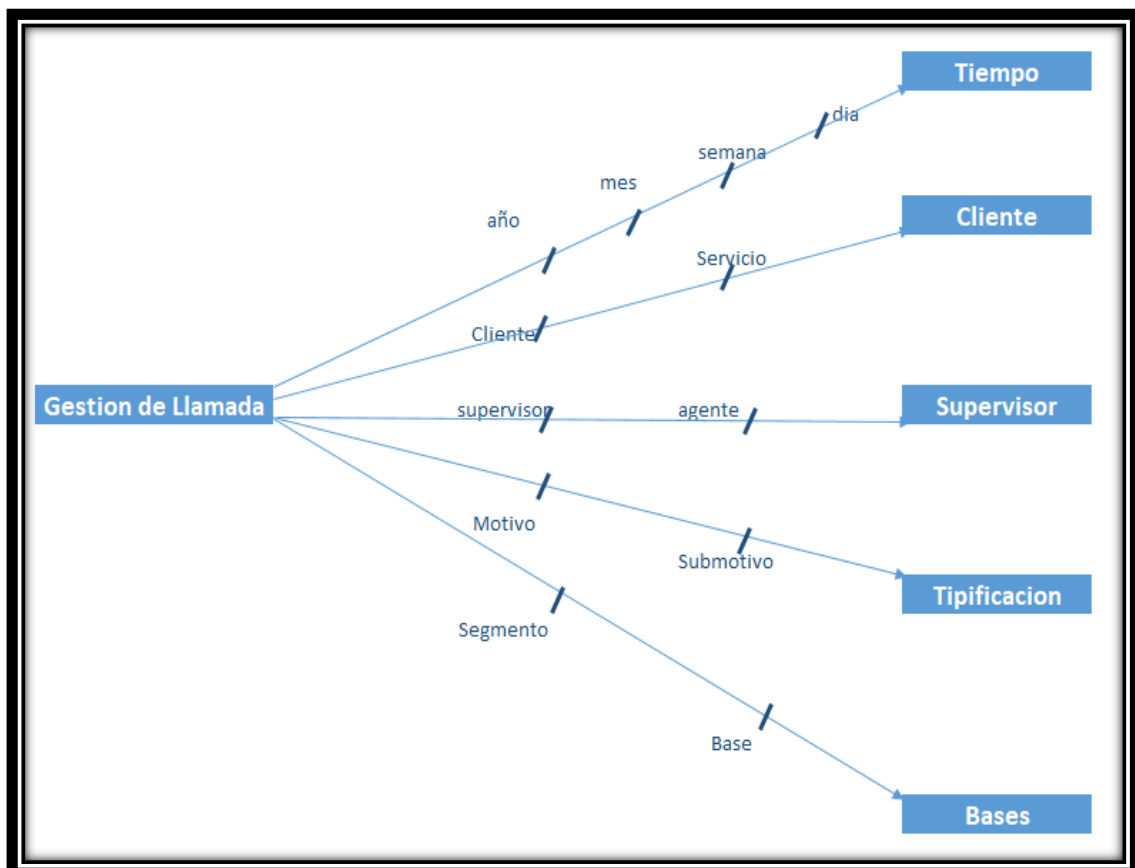 Tiempo
dia
semana
mes
año
Cliente
Servicio
Cliente
Gestion de Llamada
supervisor
agente
Supervisor
Motivo
Submotivo
Tipificacion
Segmento
Base
Bases